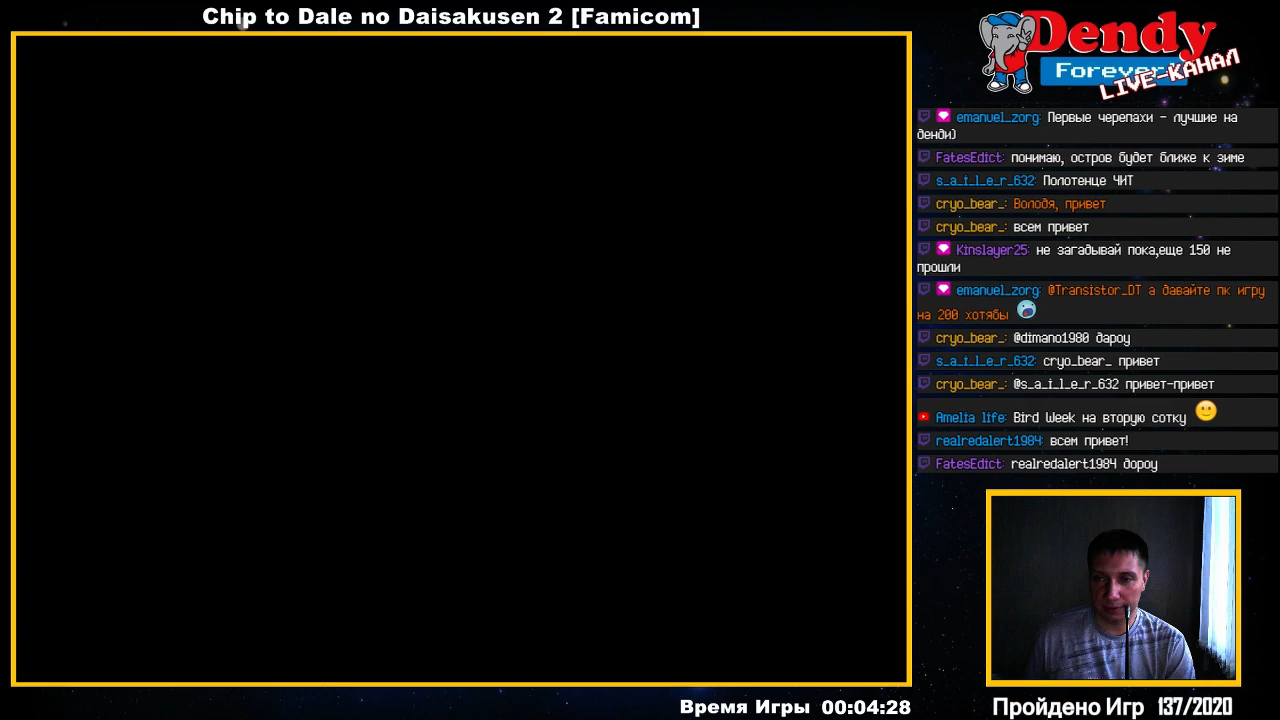 Chip to Dale no Daisakusen 2 [Famicom]
Dendy
Forever!
LIVE-КАНАЛ
emanuel_zorg: Первые черепахи - лучшие на
денди)
FatesEdict: понимаю, остров будет ближе к зиме
s_a_i_l_e_r_632: Полотенце ЧИТ
cryo_bear_: Володя, привет
cryo_bear_: всем привет
Kinslayer25: не загадывай пока,еще 150 не
прошли
emanuel_zorg: @Transistor_DT а давайте пк игру
на 200 хотябы
cryo_bear_: @dimano1980 дароу
s_a_i_l_e_r_632: cryo_bear_ привет
cryo_bear_: @s_a_i_l_e_r_632 привет-привет
Amelia life: Bird Week на вторую сотку
realredalert1984: всем привет!
FatesEdict: realredalert1984 дороу
Время Игры 00:04:28
Пройдено Игр 137/2020